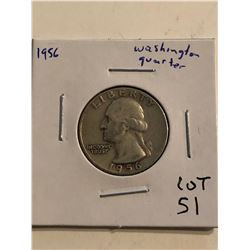 1956
Washington
quarter
LIBERTY
IN GOD WE
TRUST
1956
LOT
51